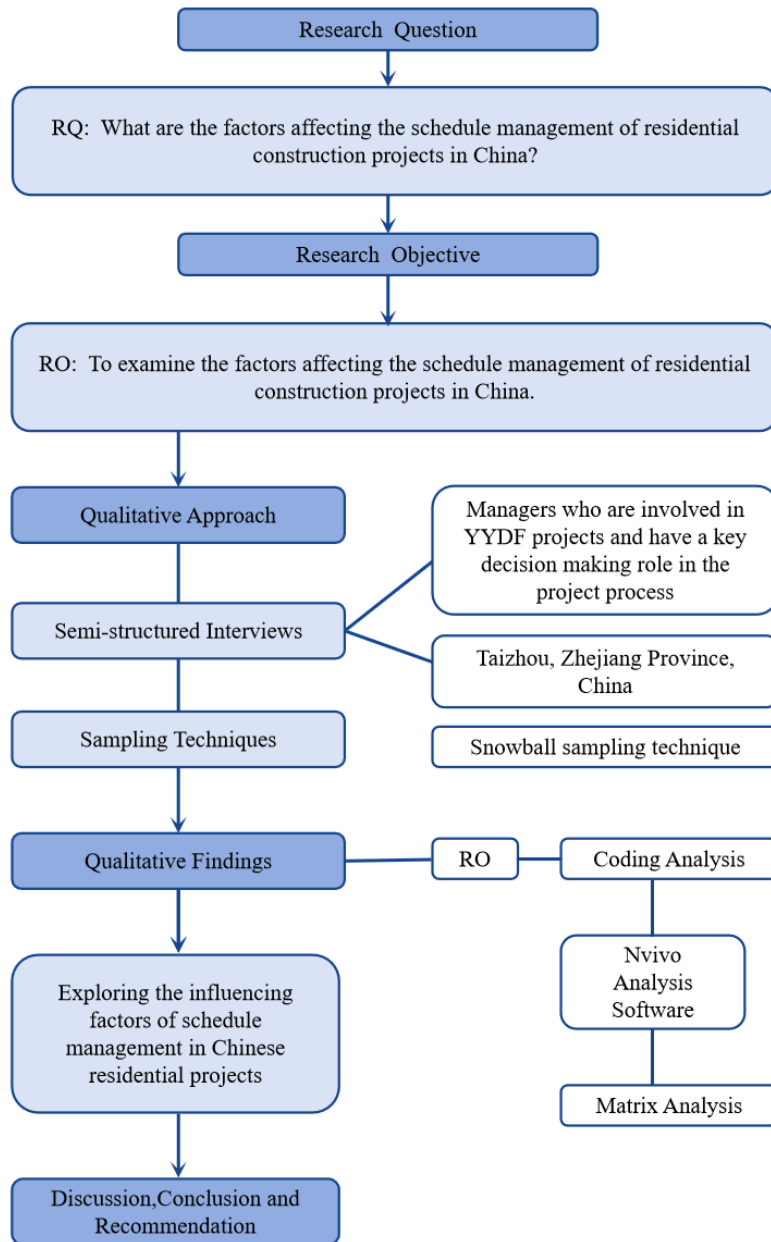 Research Question
RQ: What are the factors affecting the schedule management of residential
construction projects in China?
Research Objective
RO: To examine the factors affecting the schedule management of residential
construction projects in China.
Qualitative Approach
Managers who are involved in
YYDF projects and have a key
decision making role in the
project process
Semi-structured Interviews
Taizhou, Zhejiang Province,
China
Sampling Techniques
Snowball sampling technique
Qualitative Findings
RO
Coding Analysis
Nvivo
Analysis
Software
Matrix Analysis
Exploring the influencing
factors of schedule
management in Chinese
residential projects
Discussion,Conclusion and
Recommendation